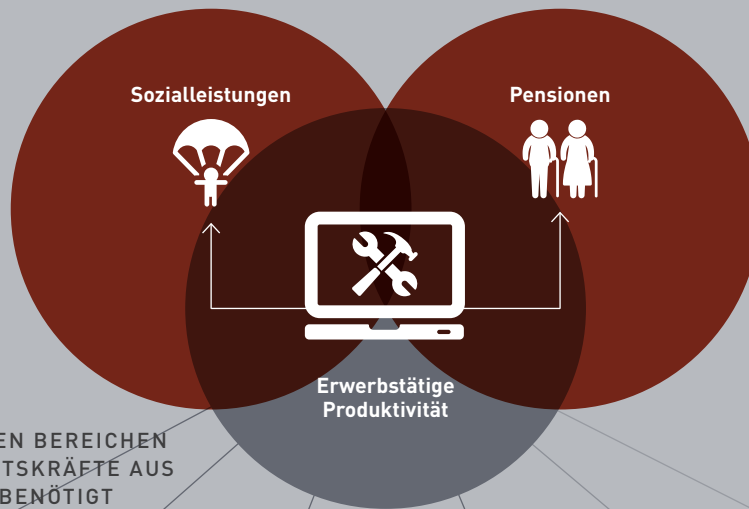 Sozialleistungen
Pensionen
Erwerbstätige
Produktivität
EN BEREICHEN
TSKRÄFTE AUS
BENÖTIGT